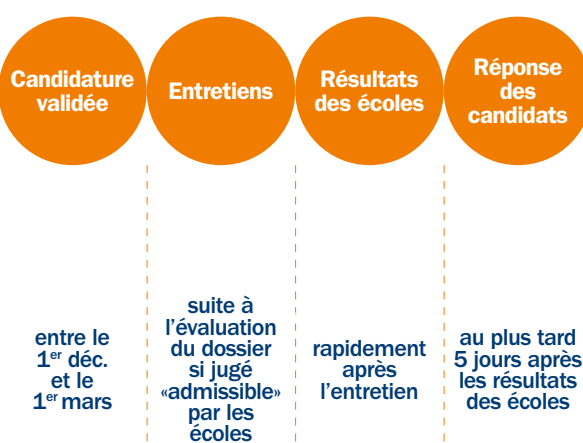 Candidature
validée
Entretiens
Résultats
des écoles
Réponse
des
candidats
entre le
1er déc.
et le
1er mars
suite à
l'évaluation
du dossier
si jugé
«admissible»
par les
écoles
rapidement
après
l'entretien
au plus tard
5 jours après
les résultats
des écoles